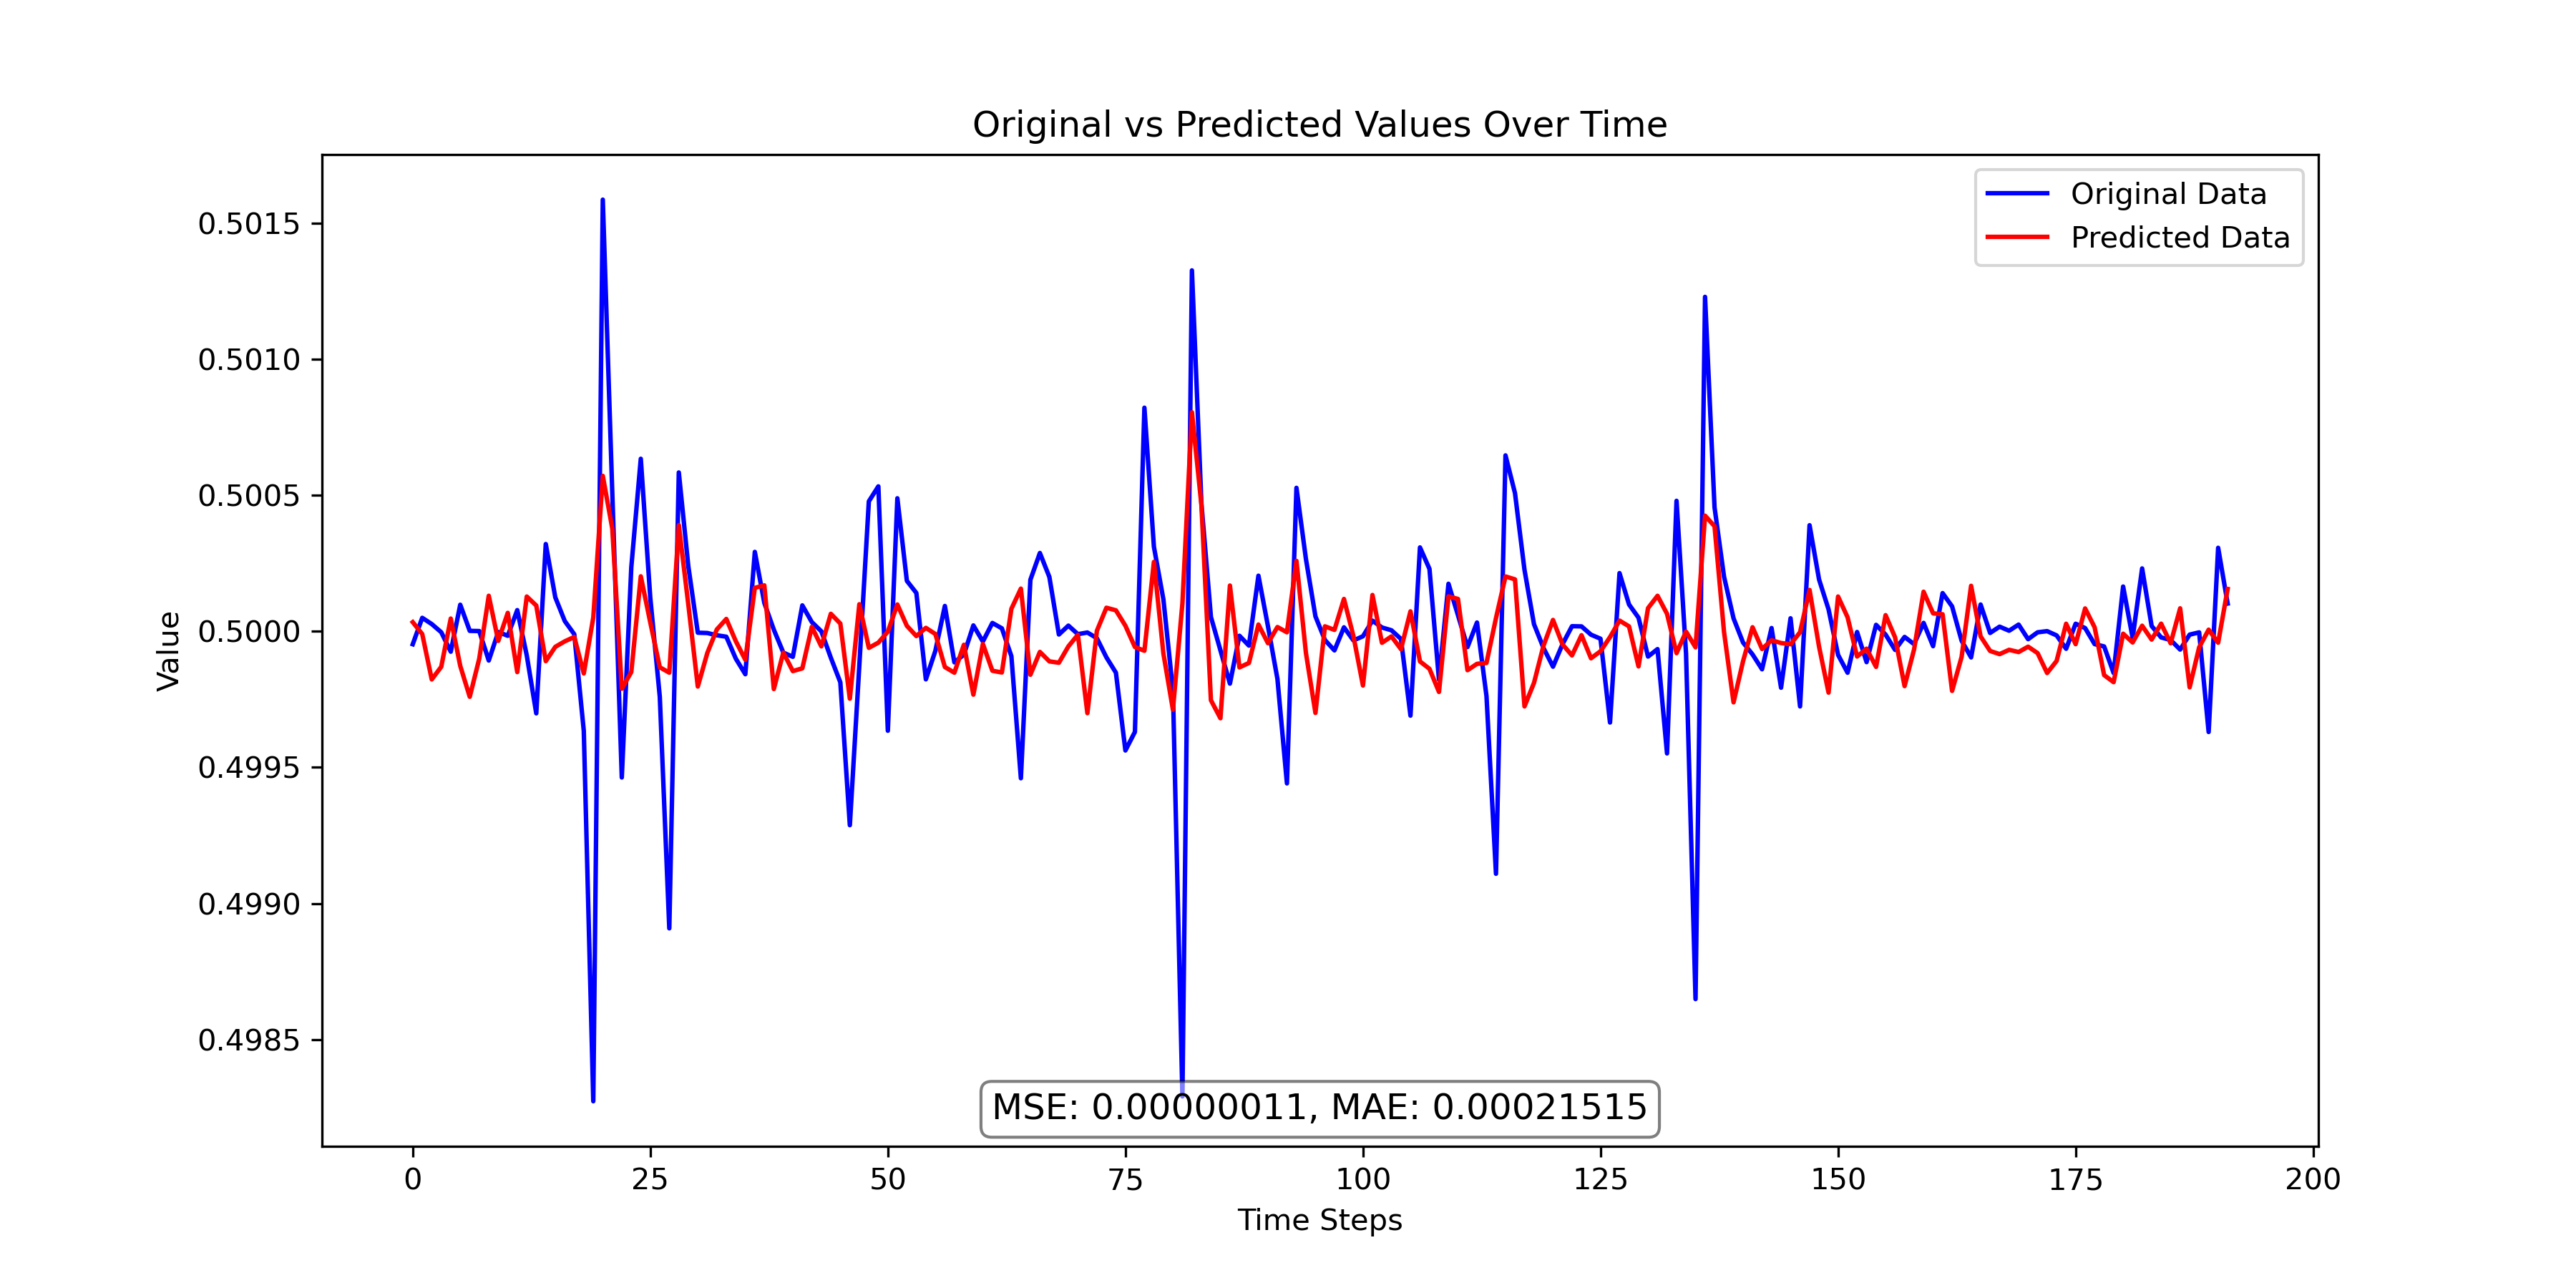 Original vs Predicted Values Over Time
Original Data
Predicted Data
Value
0.5015
0.5010
0.5005
0.5000
0.4995
0.4990
0.4985
MSE: 0.00000011, MAE: 0.00021515
0 25 50 75 100 125 150 175 200
Time Steps